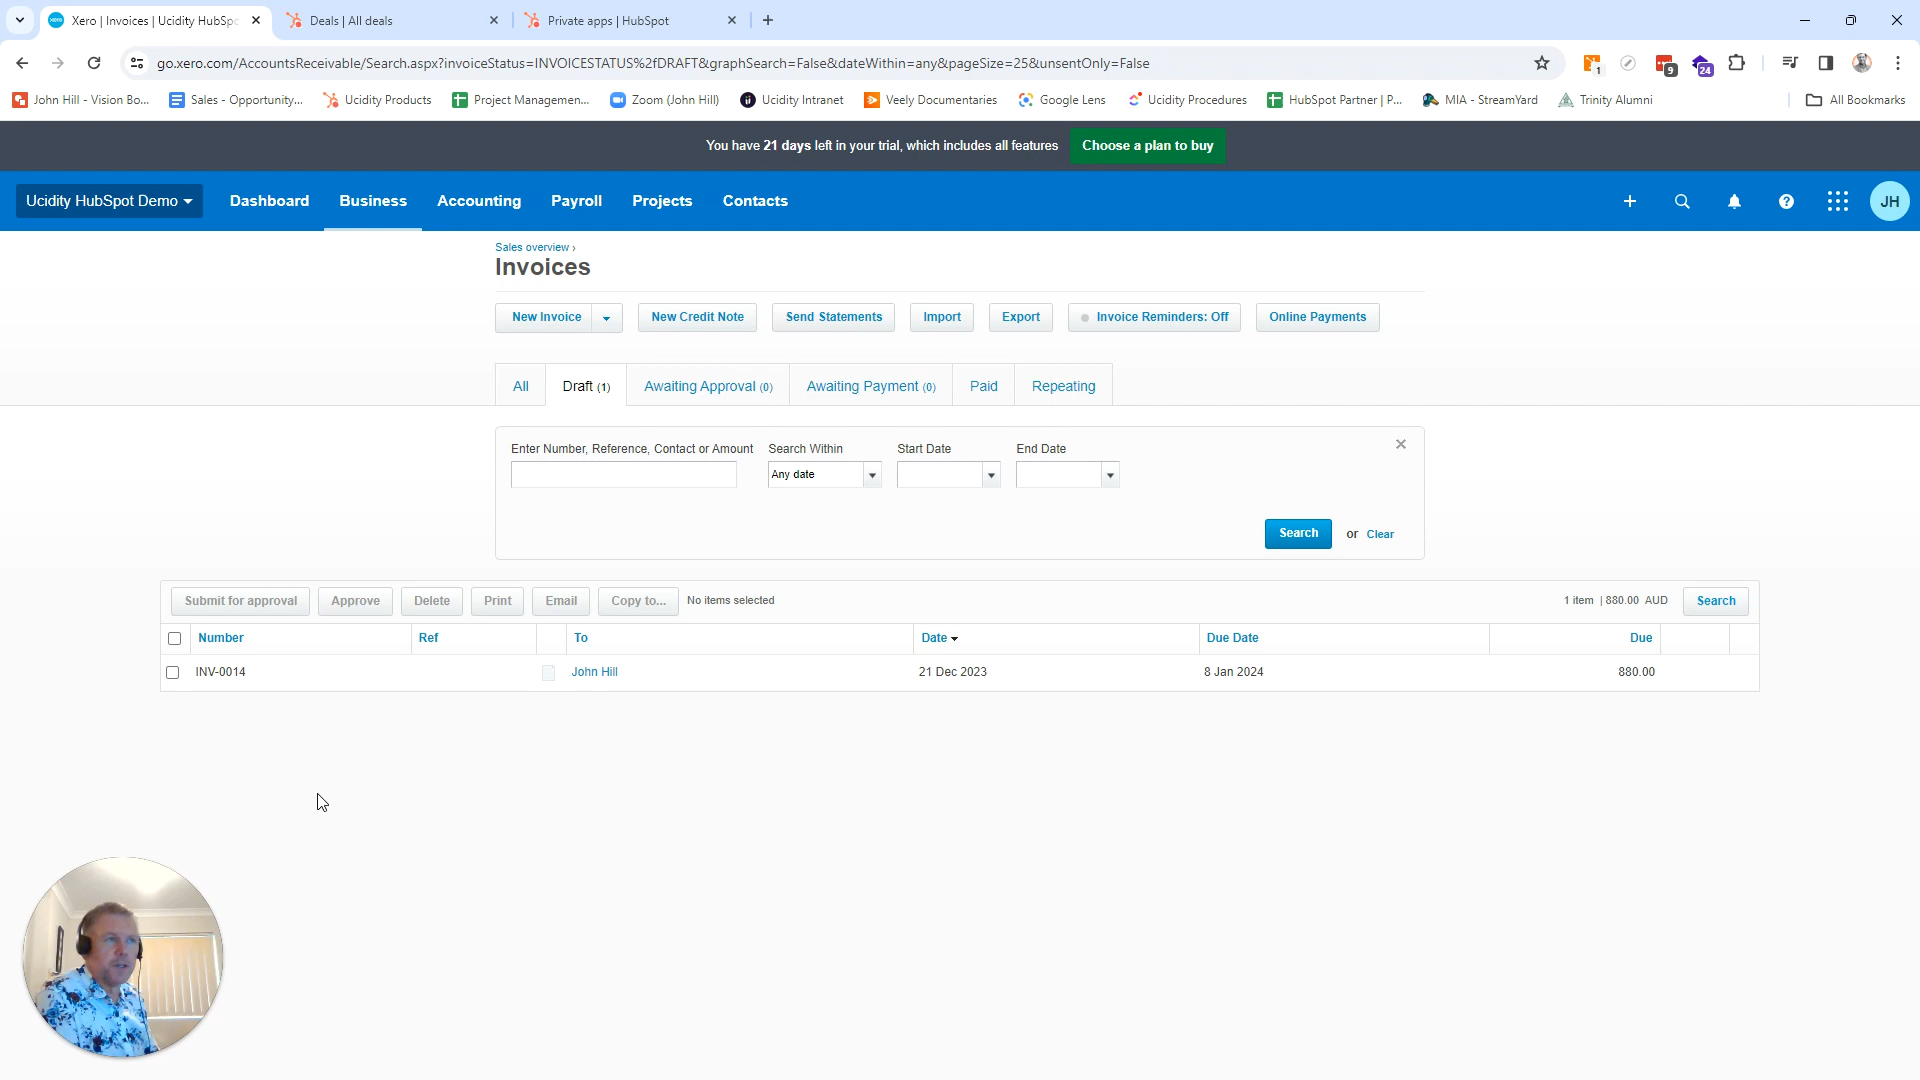 Xero | Invoices | Ucidity HubSpc
Deals | All deals
Private apps | HubSpot
go.xero.com/AccountsReceivable/Search.aspx?invoiceStatus=INVOICESTATUS%2fDRAFT&graphSearch=False&dateWithin=any&pageSize=25&unsentOnly=False
1
9
24
John Hill - Vision Bo...
Sales - Opportunity...
Ucidity Products
Project Managemen...
Zoom (John Hill)
Ucidity Intranet
Veely Documentaries
Google Lens
Ucidity Procedures
HubSpot Partner | P...
MIA - StreamYard
Trinity Alumni
All Bookmarks
You have 21 days left in your trial, which includes all features
Choose a plan to buy
Ucidity HubSpot Demo
Dashboard
Business
Accounting
Payroll
Projects
Contacts
JH
Sales overview ›
Invoices
New Invoice
New Credit Note
Send Statements
Import
Export
Invoice Reminders: Off
Online Payments
All
Draft (1)
Awaiting Approval (0)
Awaiting Payment (0)
Paid
Repeating
Enter Number, Reference, Contact or Amount
Search Within
Start Date
End Date
Any date
Search
or Clear
Submit for approval
Approve
Delete
Print
Email
Copy to...
No items selected
1 item | 880.00 AUD
Search
Number
Ref
To
Date
Due Date
Due
INV-0014
John Hill
21 Dec 2023
8 Jan 2024
880.00